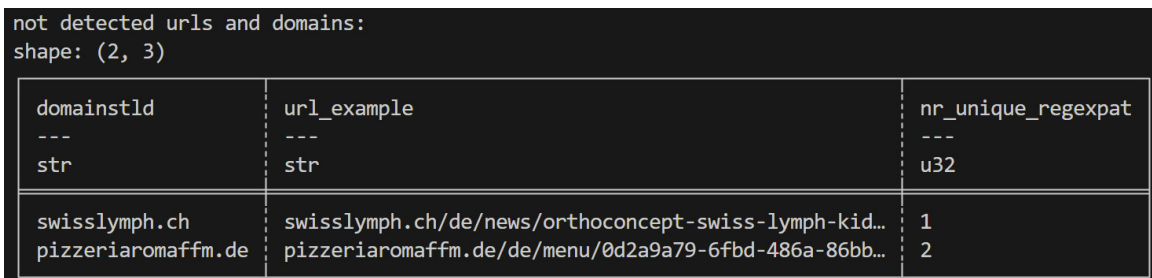 not detected urls and domains:
shape: (2, 3)
domainstld url_example nr_unique_regexpat
--- --- ---
str str u32
swisslymph.ch swisslymph.ch/de/news/orthoconcept-swiss-lymph-kid… 1
pizzeriaromaffm.de pizzeriaromaffm.de/de/menu/0d2a9a79-6fbd-486a-86bb… 2